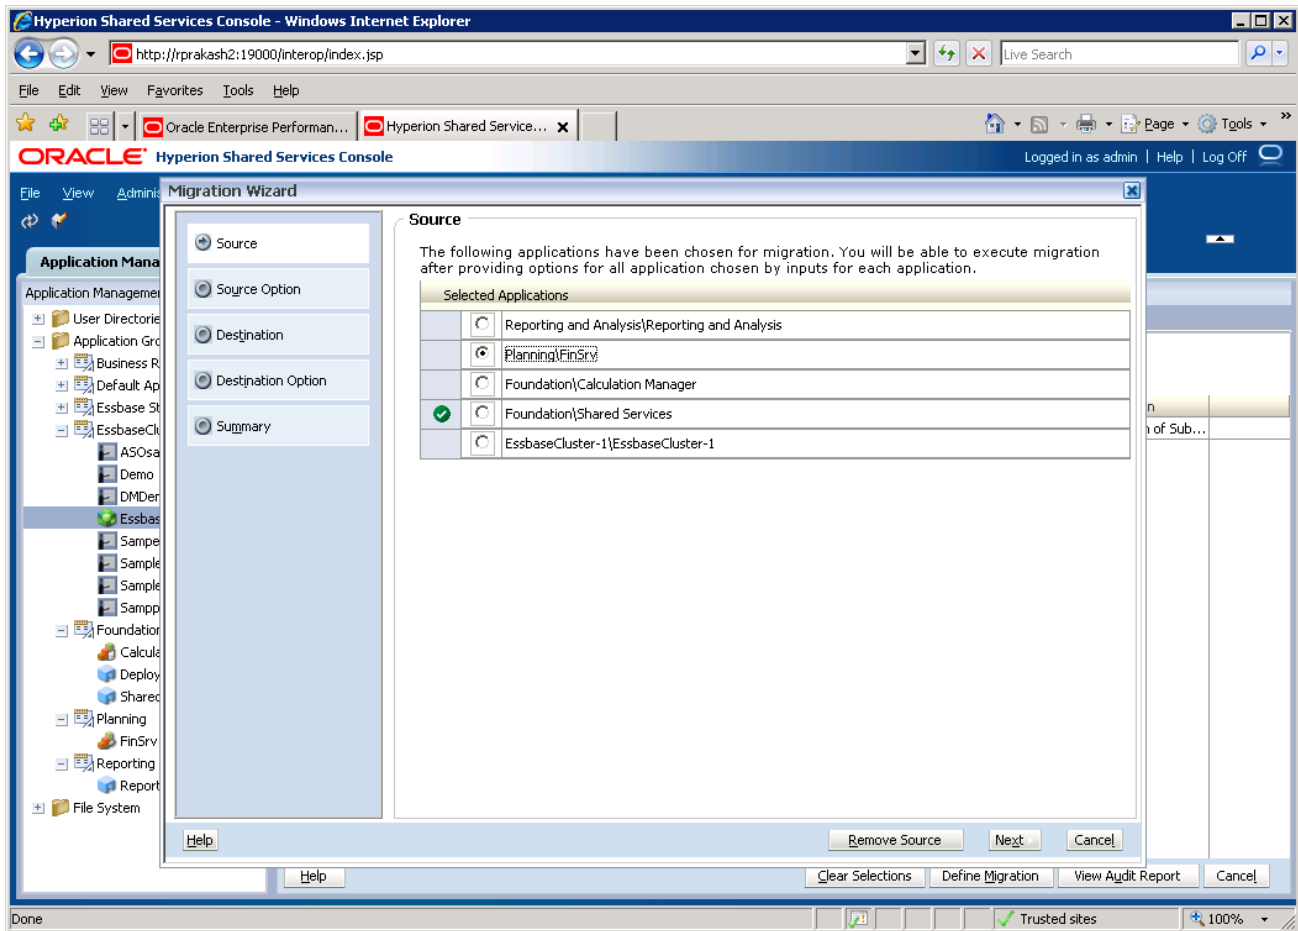 Hyperion Shared Services Console - Windows Internet Explorer
http://rprakash2:19000/interop/index.jsp
Live Search
File Edit View Favorites Tools Help
Oracle Enterprise Performan...
Hyperion Shared Service...
Page Tools »
ORACLE Hyperion Shared Services Console
Logged in as admin | Help | Log Off
File View Adminis
Migration Wizard
Application Mana
Application Managemen
User Directorie
Application Gro
Business R
Default Ap
Essbase St
EssbaseClu
ASOsa
Demo
DMDer
Essbas
Sampe
Sample
Sample
Sampp
Foundation
Calcula
Deploy
Shared
Planning
FinSrv
Reporting
Report
File System
Source
Source Option
Destination
Destination Option
Summary
Source
The following applications have been chosen for migration. You will be able to execute migration
after providing options for all application chosen by inputs for each application.
Selected Applications
Reporting and Analysis\Reporting and Analysis
Planning\FinSrv
Foundation\Calculation Manager
Foundation\Shared Services
EssbaseCluster-1\EssbaseCluster-1
n
n of Sub...
Help
Remove Source Next Cancel
Help
Clear Selections Define Migration View Audit Report Cancel
Done
Trusted sites
100%